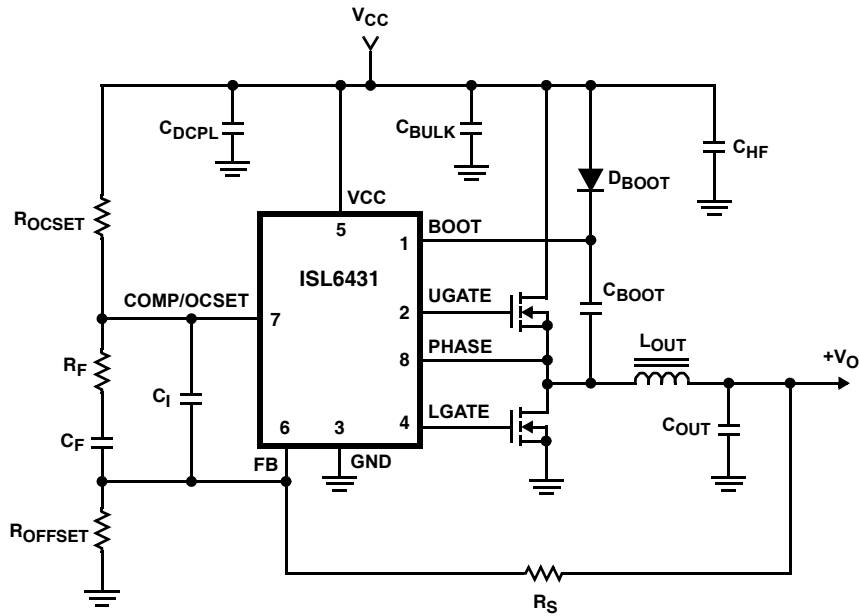 VCC
CDCPL
CBULK
CHF
DBOOT
ROCSET
VCC
5
1
BOOT
ISL6431
CBOOT
COMP/OCSET
7
2
UGATE
LOUT
+VO
RF
8
PHASE
CI
4
LGATE
COUT
CF
6
3
FB
GND
ROFFSET
RS